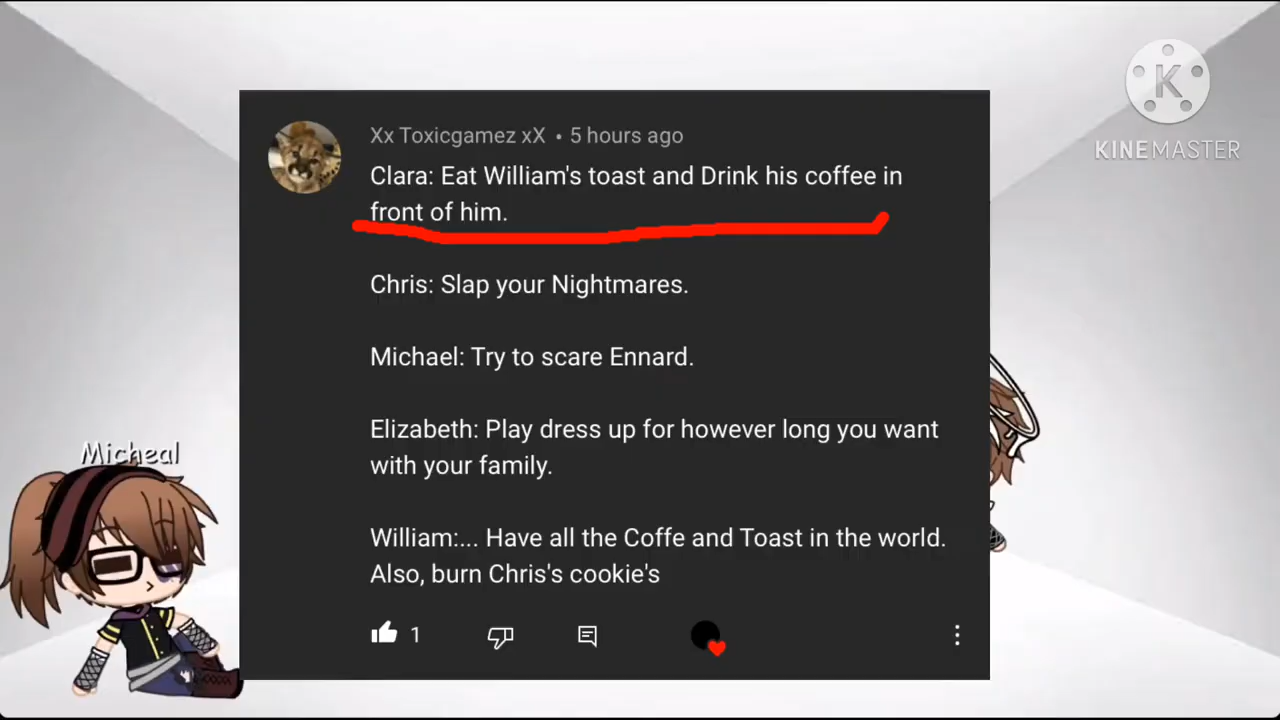 K
KINEMASTER
Xx Toxicgamez xX • 5 hours ago
Clara: Eat William's toast and Drink his coffee in
front of him.
Chris: Slap your Nightmares.
Michael: Try to scare Ennard.
Elizabeth: Play dress up for however long you want
with your family.
Micheal
William:... Have all the Coffe and Toast in the world.
Also, burn Chris's cookie's
1